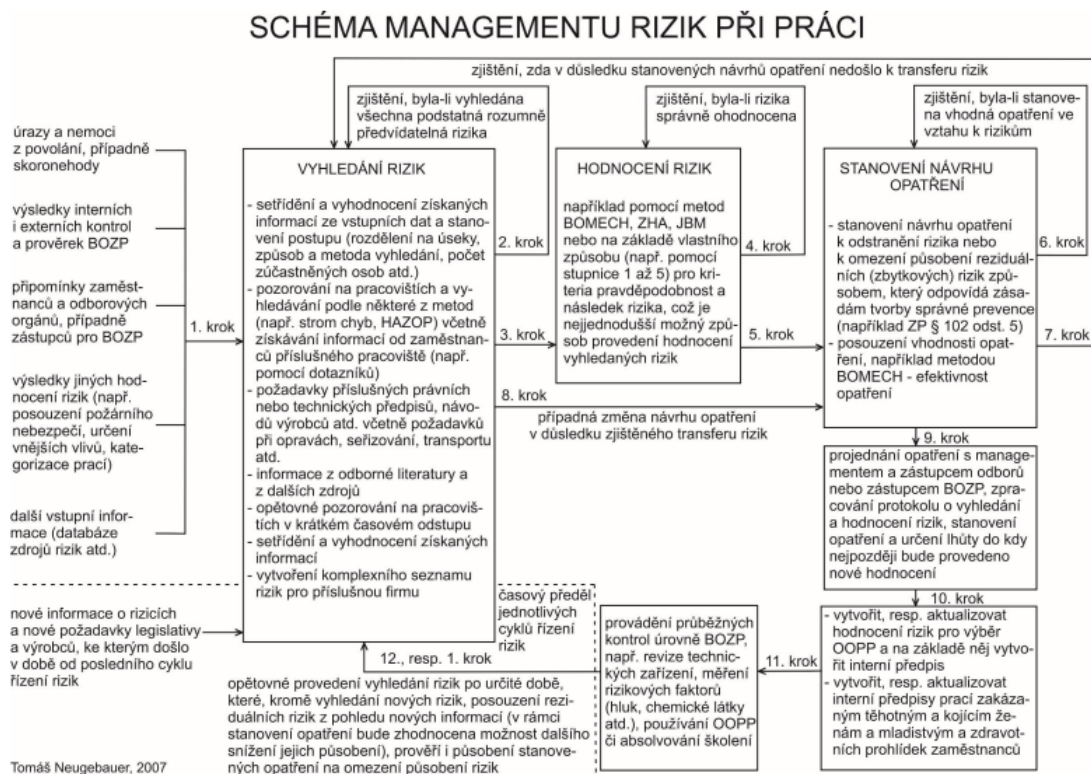 SCHÉMA MANAGEMENTU RIZIK PŘI PRÁCI
zjištění, zda v důsledku stanovených návrhů opatření nedošlo k transferu rizik
zjištění, byla-li vyhledána
všechna podstatná rozumně
předvídatelná rizika
zjištění, byla-li rizika
správně ohodnocena
zjištění, byla-li stanove-
na vhodná opatření ve
vztahu k rizikům
úrazy a nemoci
z povolání, případně
skoronehody
výsledky interních
i externích kontrol
a prověrek BOZP
připomínky zaměst-
nanců a odborových
orgánů, případně
zástupců pro BOZP
výsledky jiných hod-
nocení rizik (např.
posouzení požárního
nebezpečí, určení
vnějších vlivů, kate-
gorizace prací)
další vstupní infor-
mace (databáze
zdrojů rizik atd.)
1. krok
VYHLEDÁNÍ RIZIK
- setřídění a vyhodnocení získaných
informací ze vstupních dat a stano-
vení postupu (rozdělení na úseky,
způsob a metoda vyhledání, počet
zúčastněných osob atd.)
- pozorování na pracovištích a vy-
hledávání podle některé z metod
(např. strom chyb, HAZOP) včetně
získávání informací od zaměstnan-
ců příslušného pracoviště (např.
pomocí dotazníků)
- požadavky příslušných právních
nebo technických předpisů, návo-
dů výrobců atd. včetně požadavků
při opravách, seřizování, transportu
atd.
- informace z odborné literatury a
z dalších zdrojů
- opětovné pozorování na pracoviš-
tích v krátkém časovém odstupu
- setřídění a vyhodnocení získaných
informací
- vytvoření komplexního seznamu
rizik pro příslušnou firmu
2. krok
3. krok
HODNOCENÍ RIZIK
například pomocí metod
BOMECH, ZHA, JBM
nebo na základě vlastního
způsobu (např. pomocí
stupnice 1 až 5) pro kri-
teria pravděpodobnost a
následek rizika, což je
nejjednodušší možný způ-
sob provedení hodnocení
vyhledaných rizik
4. krok
5. krok
STANOVENÍ NÁVRHU
OPATŘENÍ
- stanovení návrhu opatření
k odstranění rizika nebo
k omezení působení reziduál-
ních (zbytkových) rizik způ-
sobem, který odpovídá zása-
dám tvorby správné prevence
(například ZP § 102 odst. 5)
- posouzení vhodnosti opat-
ření, například metodou
BOMECH - efektivnost
opatření
6. krok
7. krok
8. krok
případná změna návrhu opatření
v důsledku zjištěného transferu rizik
9. krok
projednání opatření s manage-
mentem a zástupcem odborů
nebo zástupcem BOZP, zpra-
cování protokolu o vyhledání
a hodnocení rizik, stanovení
opatření a určení lhůty do kdy
nejpozději bude provedeno
nové hodnocení
10. krok
- vytvořit, resp. aktualizovat
hodnocení rizik pro výběr
OOPP a na základě něj vytvo-
řit interní předpis
- vytvořit, resp. aktualizovat
interní předpisy prací zakáza-
ným těhotným a kojícím že-
nám a mladistvým a zdravot-
ních prohlídek zaměstnanců
11. krok
provádění průběžných
kontrol úrovně BOZP,
např. revize technic-
kých zařízení, měření
rizikových faktorů
(hluk, chemické látky
atd.), používání OOPP
či absolvování školení
časový předěl
jednotlivých
cyklů řízení
rizik
12., resp. 1. krok
opětovné provedení vyhledání rizik po určité době,
které, kromě vyhledání nových rizik, posouzení rezi-
duálních rizik z pohledu nových informací (v rámci
stanovení opatření bude zhodnocena možnost dalšího
snížení jejich působení), prověří i působení stanove-
ných opatření na omezení působení rizik
nové informace o rizicích
a nové požadavky legislativy
a výrobců, ke kterým došlo
v době od posledního cyklu
řízení rizik
Tomáš Neugebauer, 2007